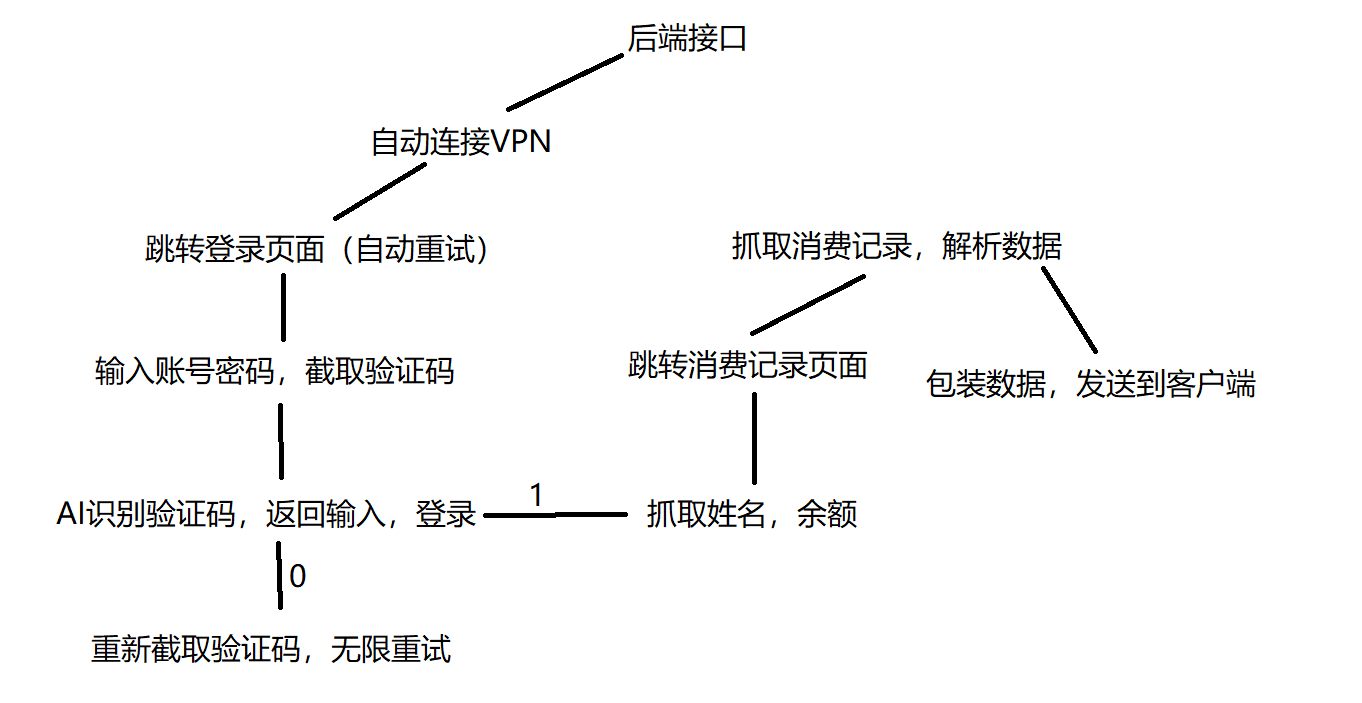 后端接口
自动连接VPN
跳转登录页面（自动重试）
抓取消费记录，解析数据
输入账号密码，截取验证码
跳转消费记录页面
包装数据，发送到客户端
AI识别验证码，返回输入，登录
1
抓取姓名，余额
0
重新截取验证码，无限重试